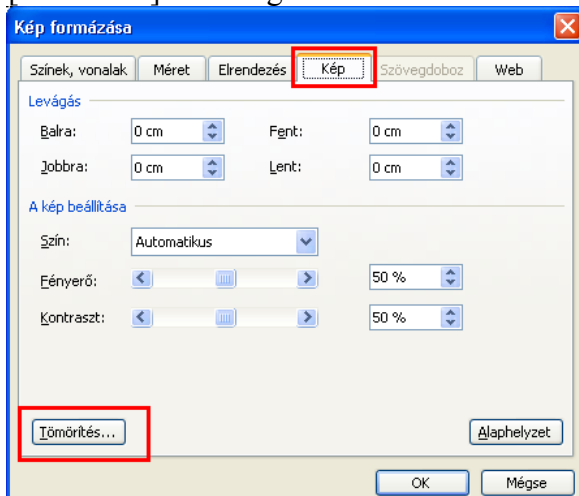 Kép formázása
Színek, vonalak Méret Elrendezés Kép Szövegdoboz Web
Levágás
Balra: 0 cm Fent: 0 cm
Jobbra: 0 cm Lent: 0 cm
A kép beállítása
Szín: Automatikus
Fényerő: 50 %
Kontraszt: 50 %
Tömörítés... Alaphelyzet
OK Mégse